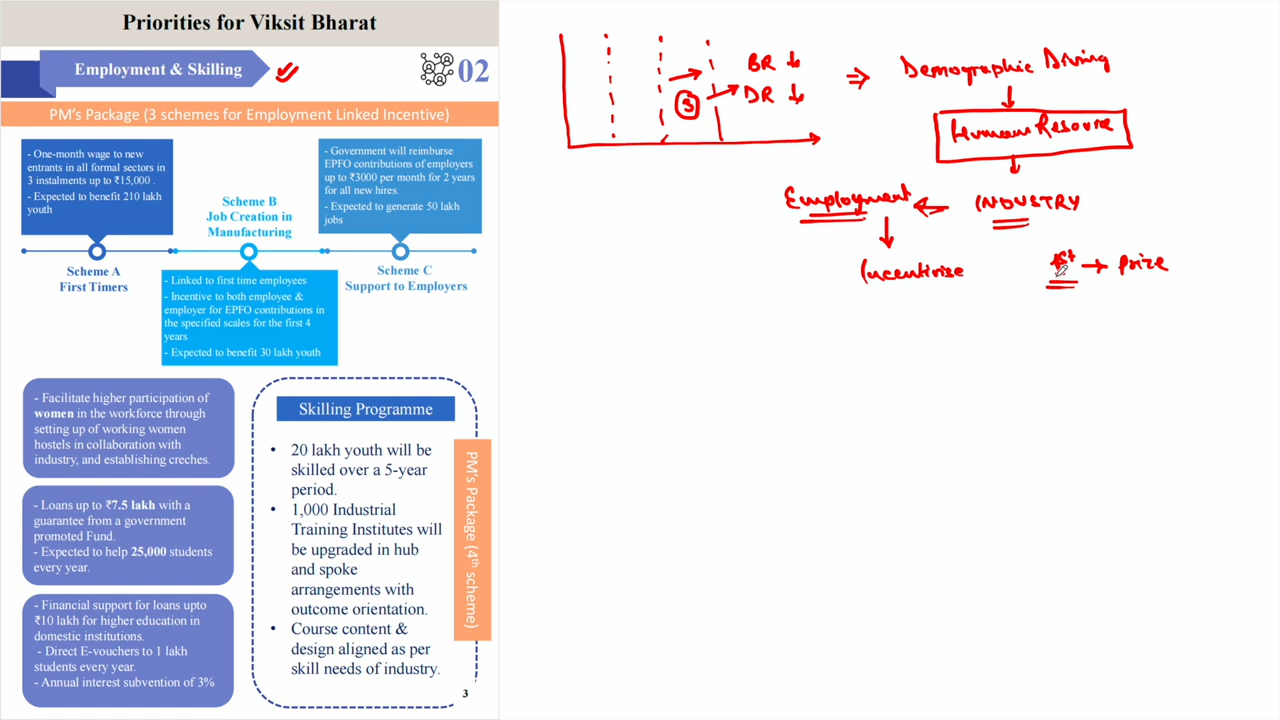 Priorities for Viksit Bharat
Employment & Skilling
02
PM's Package (3 schemes for Employment Linked Incentive)
- One-month wage to new
entrants in all formal sectors in
3 instalments up to ₹15,000 .
- Expected to benefit 210 lakh
youth
Scheme A
First Timers
Scheme B
Job Creation in
Manufacturing
- Linked to first time employees
- Incentive to both employee &
employer for EPFO contributions in
the specified scales for the first 4
years
- Expected to benefit 30 lakh youth
- Government will reimburse
EPFO contributions of employers
up to ₹3000 per month for 2 years
for all new hires.
- Expected to generate 50 lakh
jobs
Scheme C
Support to Employers
- Facilitate higher participation of
women in the workforce through
setting up of working women
hostels in collaboration with
industry, and establishing creches.
- Loans up to ₹7.5 lakh with a
guarantee from a government
promoted Fund.
- Expected to help 25,000 students
every year.
- Financial support for loans upto
₹10 lakh for higher education in
domestic institutions.
- Direct E-vouchers to 1 lakh
students every year.
- Annual interest subvention of 3%
Skilling Programme
• 20 lakh youth will be
skilled over a 5-year
period.
• 1,000 Industrial
Training Institutes will
be upgraded in hub
and spoke
arrangements with
outcome orientation.
• Course content &
design aligned as per
skill needs of industry.
PM's Package (4th scheme)
3
3
BR ↓
DR ↓
⇒ Demographic
Human Resource
Employment ← INDUSTRY
Incentivise
1st → Prize